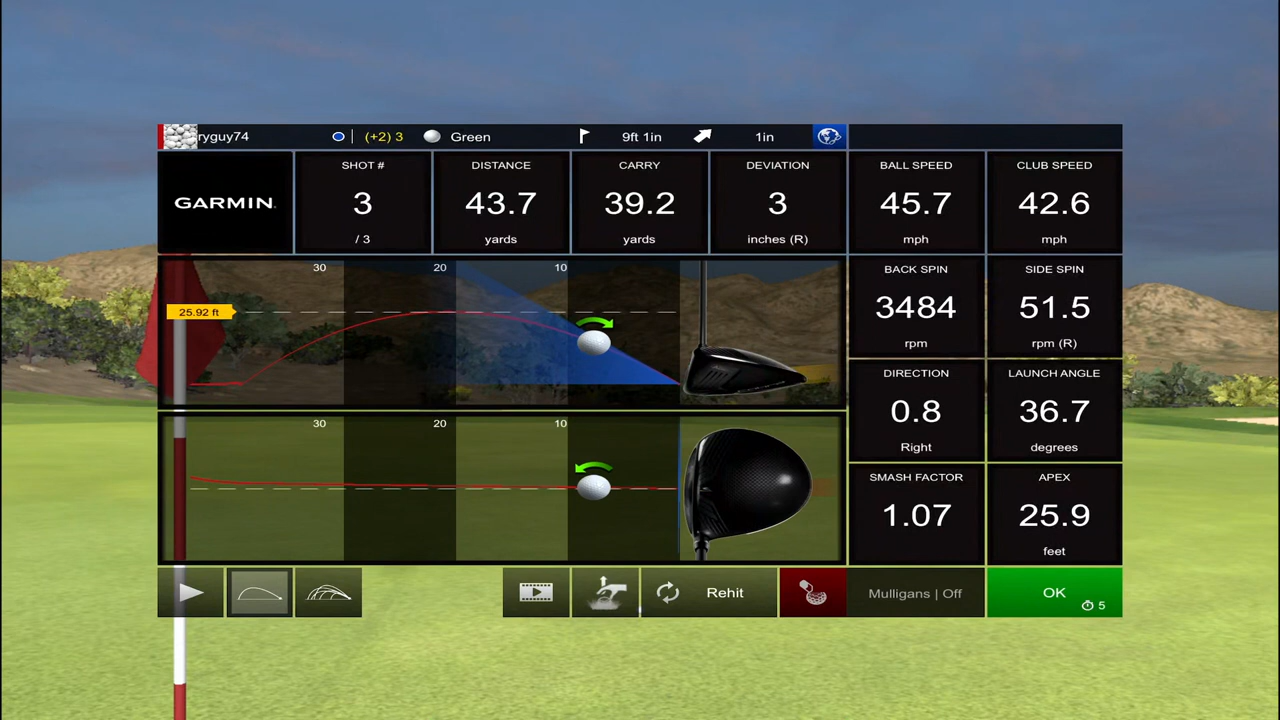 ryguy74 (+2) 3 Green 9ft 1in 1in
GARMIN
SHOT # DISTANCE CARRY DEVIATION BALL SPEED CLUB SPEED
3 43.7 39.2 3 45.7 42.6
/ 3 yards yards inches (R) mph mph
30 20 10
25.92 ft
BACK SPIN SIDE SPIN
3484 51.5
rpm rpm (R)
DIRECTION LAUNCH ANGLE
0.8 36.7
Right degrees
30 20 10
SMASH FACTOR APEX
1.07 25.9
feet
Rehit Mulligans | Off OK
5